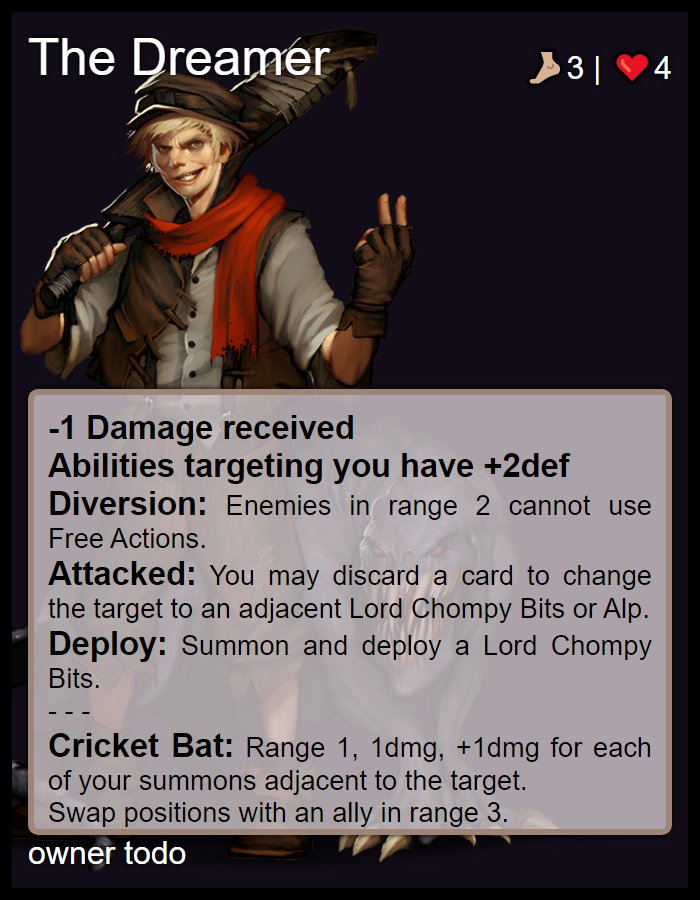 The Dreamer
3 | 4
-1 Damage received
Abilities targeting you have +2def
Diversion: Enemies in range 2 cannot use
Free Actions.
Attacked: You may discard a card to change
the target to an adjacent Lord Chompy Bits or Alp.
Deploy: Summon and deploy a Lord Chompy
Bits.
- - -
Cricket Bat: Range 1, 1dmg, +1dmg for each
of your summons adjacent to the target.
Swap positions with an ally in range 3.
owner todo